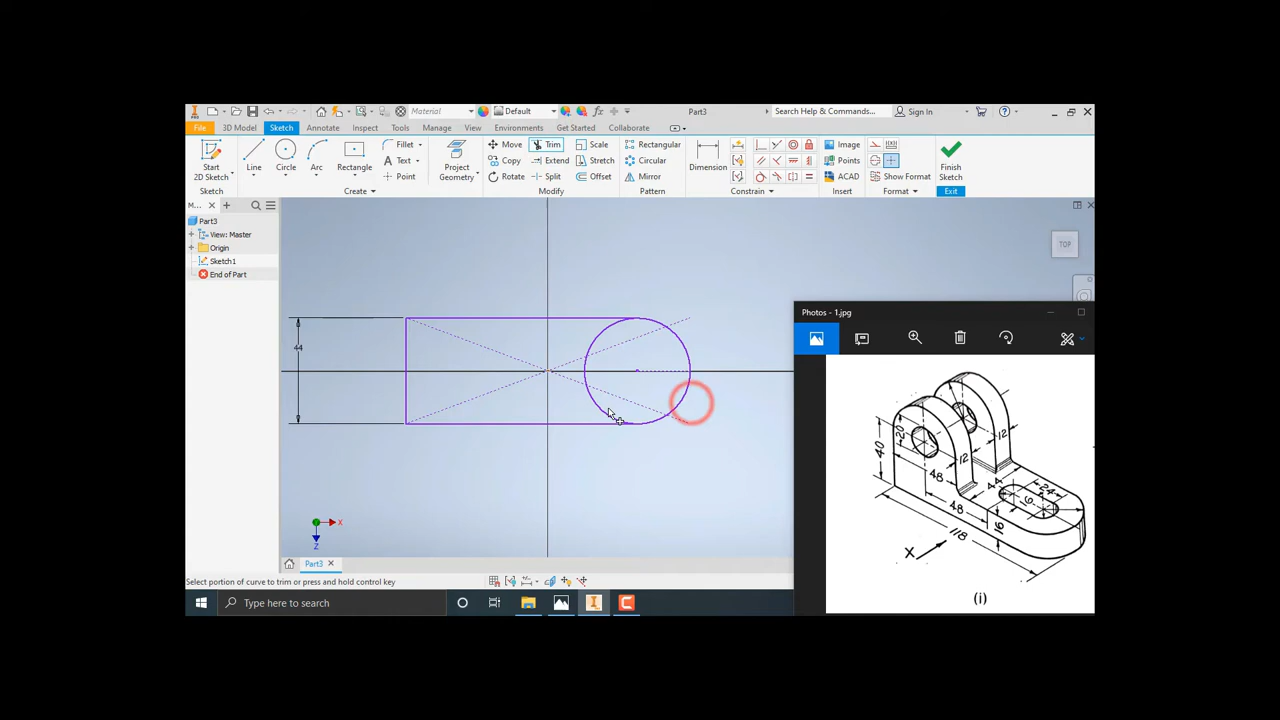 Material Default Part3 Search Help & Commands... Sign In
File 3D Model Sketch Annotate Inspect Tools Manage View Environments Get Started Collaborate
Start 2D Sketch Line Circle Arc Rectangle Fillet Text Point Project Geometry Move Copy Rotate Trim Extend Split Scale Stretch Offset Rectangular Circular Mirror Dimension Image Points ACAD Show Format Finish Sketch
Sketch Create Modify Pattern Constrain Insert Format Exit
M...
Part3
View: Master
Origin
Sketch1
End of Part
TOP
44
X
Z
Photos - 1.jpg
20
40
12
12
48
48
24
16
118
X
(i)
Part3
Select portion of curve to trim or press and hold control key
Type here to search